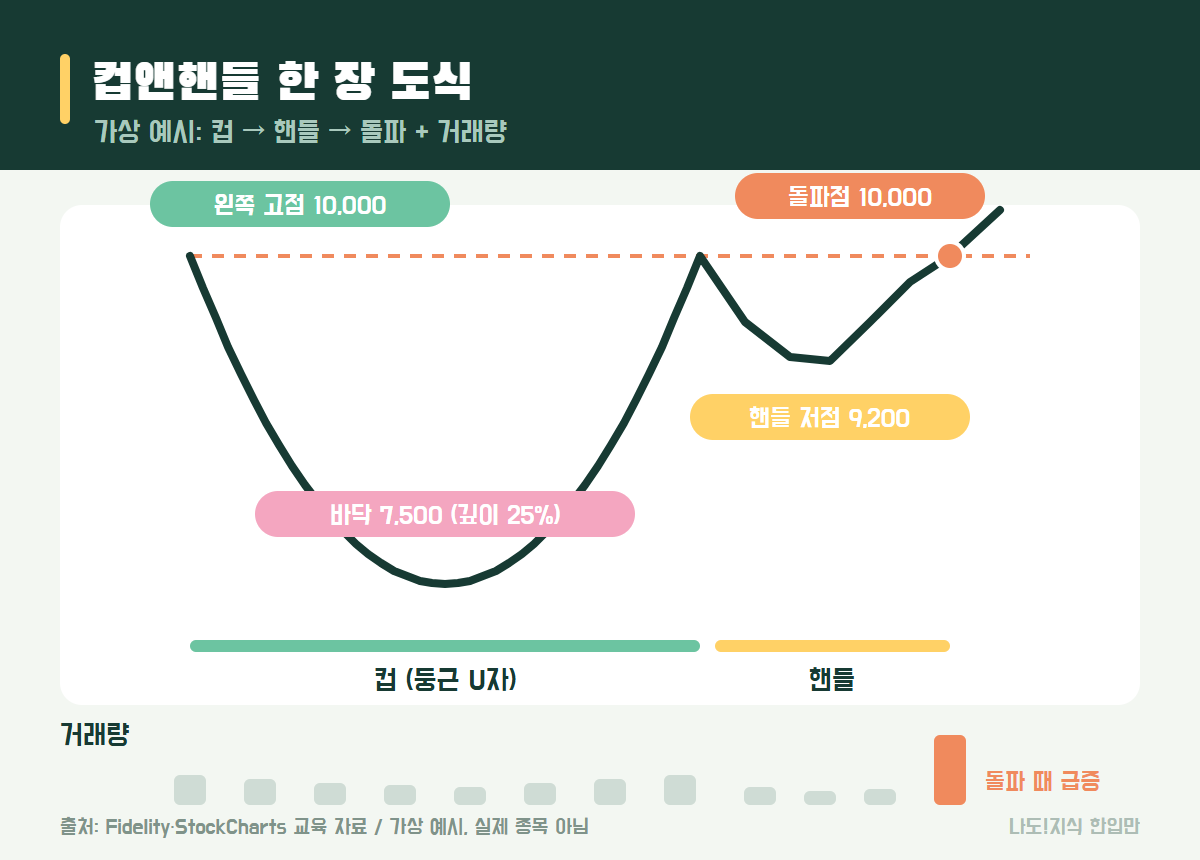 컵앤핸들 한 장 도식
가상 예시: 컵 → 핸들 → 돌파 + 거래량
왼쪽 고점 10,000
돌파점 10,000
핸들 저점 9,200
바닥 7,500 (깊이 25%)
컵 (둥근 U자)
핸들
거래량
돌파 때 급증
출처: Fidelity·StockCharts 교육 자료 / 가상 예시, 실제 종목 아님
나도!지식 한입만